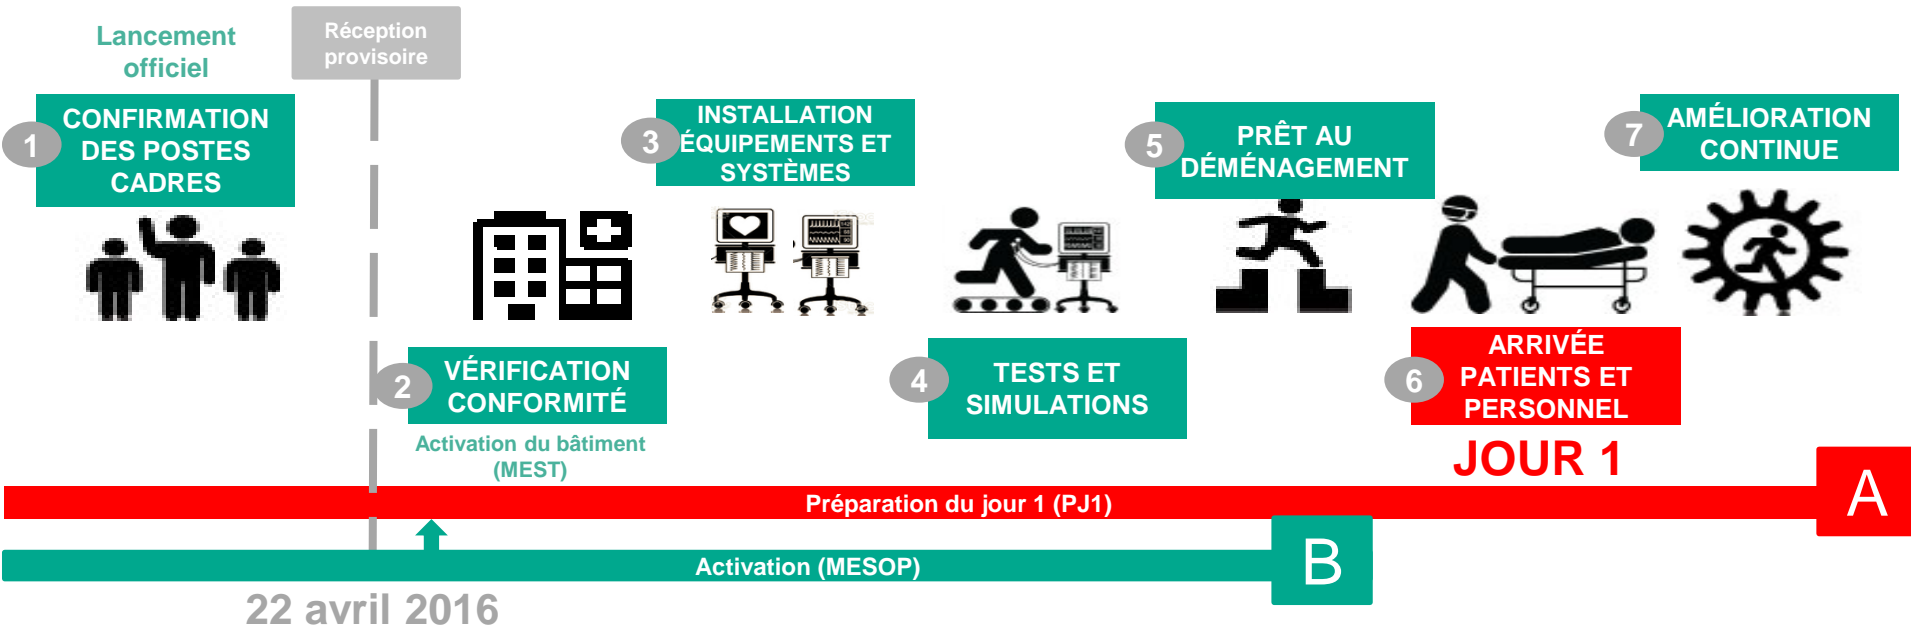 Lancement
officiel
Réception
provisoire
1
CONFIRMATION
DES POSTES
CADRES
3
INSTALLATION
ÉQUIPEMENTS ET
SYSTÈMES
5
PRÊT AU
DÉMÉNAGEMENT
7
AMÉLIORATION
CONTINUE
2
VÉRIFICATION
CONFORMITÉ
Activation du bâtiment
(MEST)
4
TESTS ET
SIMULATIONS
6
ARRIVÉE
PATIENTS ET
PERSONNEL
JOUR 1
Préparation du jour 1 (PJ1)
A
Activation (MESOP)
B
22 avril 2016